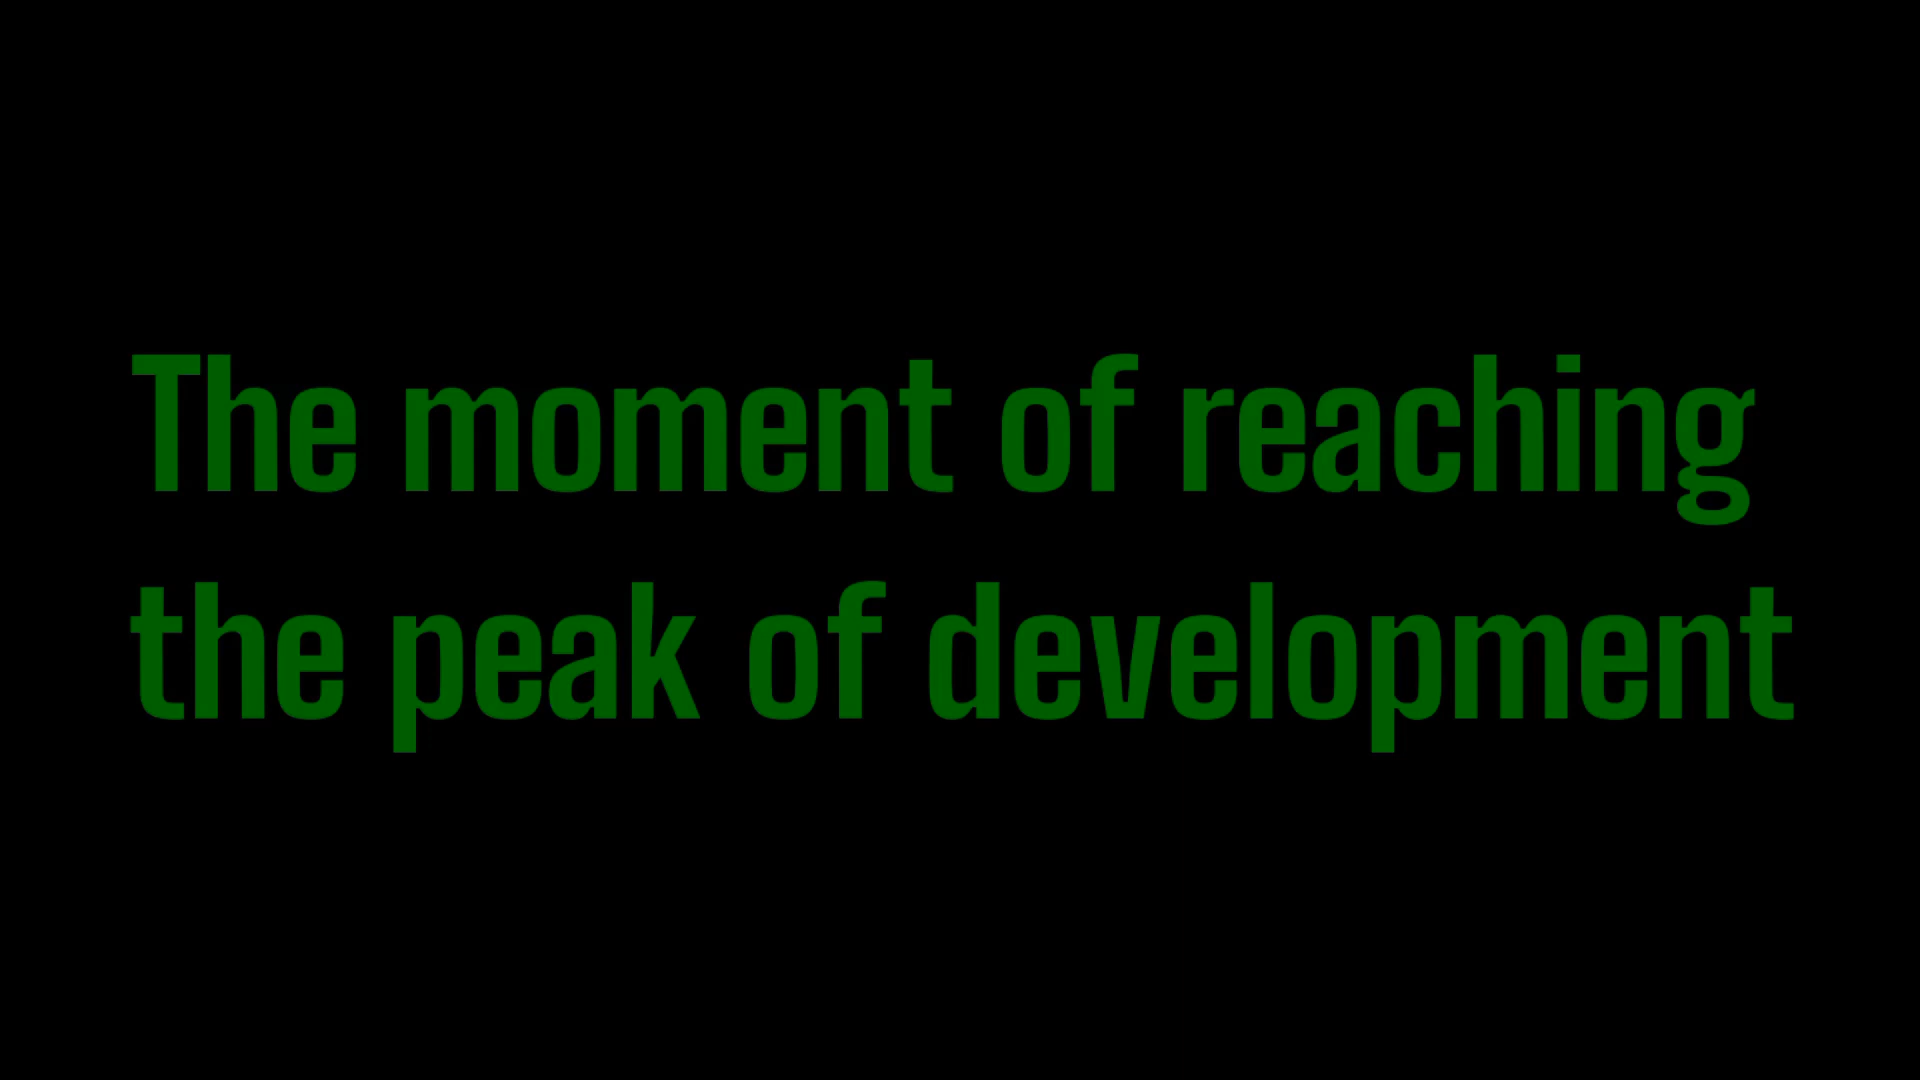 The moment of reaching
the peak of development